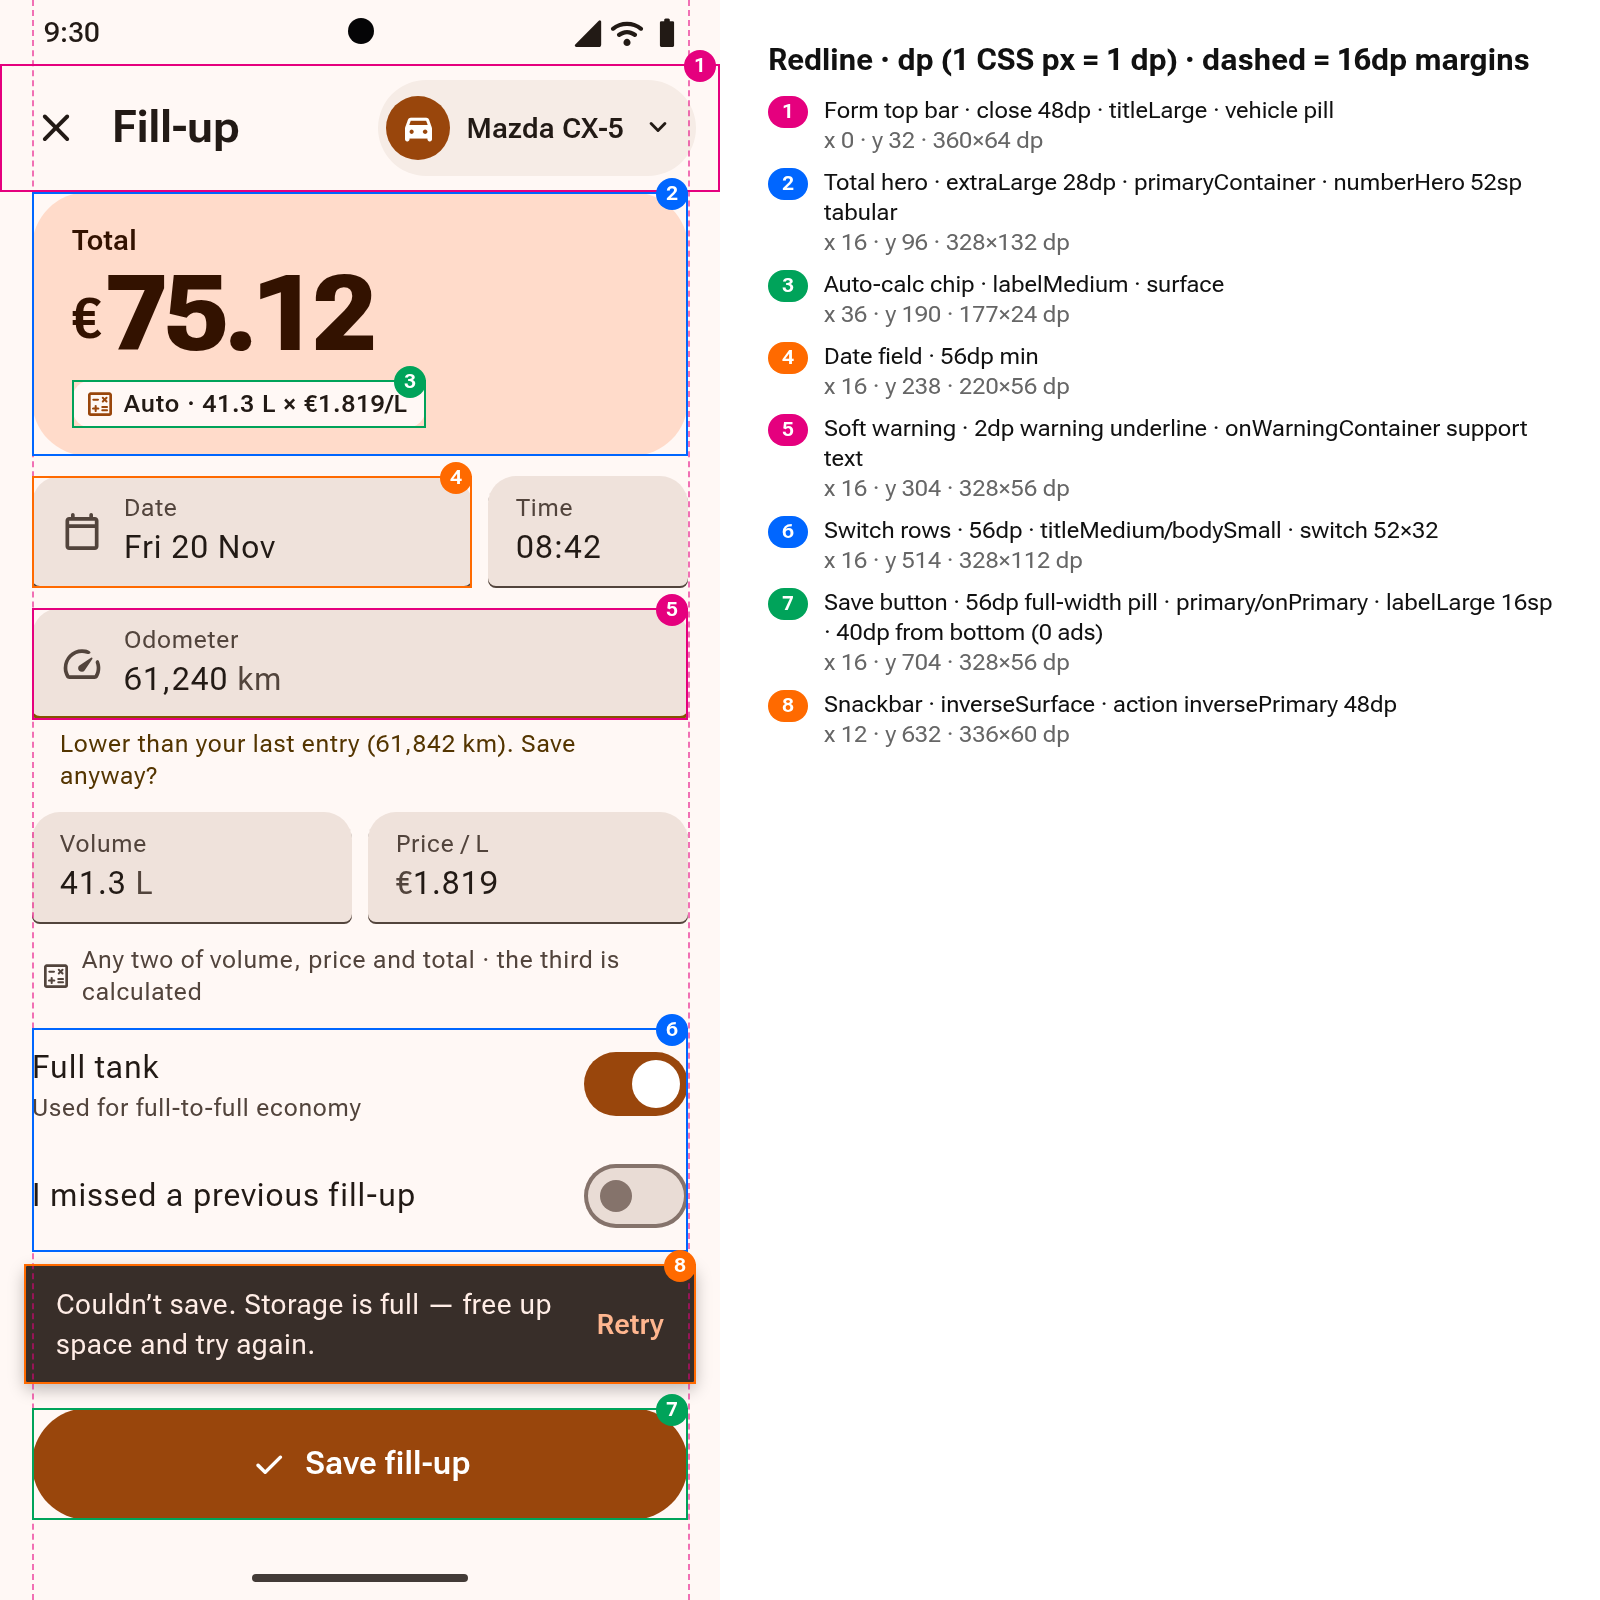 9:30
1
Fill-up
Mazda CX-5
2
Total
€75.12
3
Auto · 41.3 L × €1.819/L
4
Date
Fri 20 Nov
Time
08:42
5
Odometer
61,240 km
Lower than your last entry (61,842 km). Save
anyway?
Volume
41.3 L
Price / L
€1.819
Any two of volume, price and total · the third is
calculated
6
Full tank
Used for full-to-full economy
I missed a previous fill-up
8
Couldn’t save. Storage is full — free up
space and try again.
Retry
7
Save fill-up
Redline · dp (1 CSS px = 1 dp) · dashed = 16dp margins
1 Form top bar · close 48dp · titleLarge · vehicle pill
x 0 · y 32 · 360×64 dp
2 Total hero · extraLarge 28dp · primaryContainer · numberHero 52sp
tabular
x 16 · y 96 · 328×132 dp
3 Auto-calc chip · labelMedium · surface
x 36 · y 190 · 177×24 dp
4 Date field · 56dp min
x 16 · y 238 · 220×56 dp
5 Soft warning · 2dp warning underline · onWarningContainer support
text
x 16 · y 304 · 328×56 dp
6 Switch rows · 56dp · titleMedium/bodySmall · switch 52×32
x 16 · y 514 · 328×112 dp
7 Save button · 56dp full-width pill · primary/onPrimary · labelLarge 16sp
· 40dp from bottom (0 ads)
x 16 · y 704 · 328×56 dp
8 Snackbar · inverseSurface · action inversePrimary 48dp
x 12 · y 632 · 336×60 dp